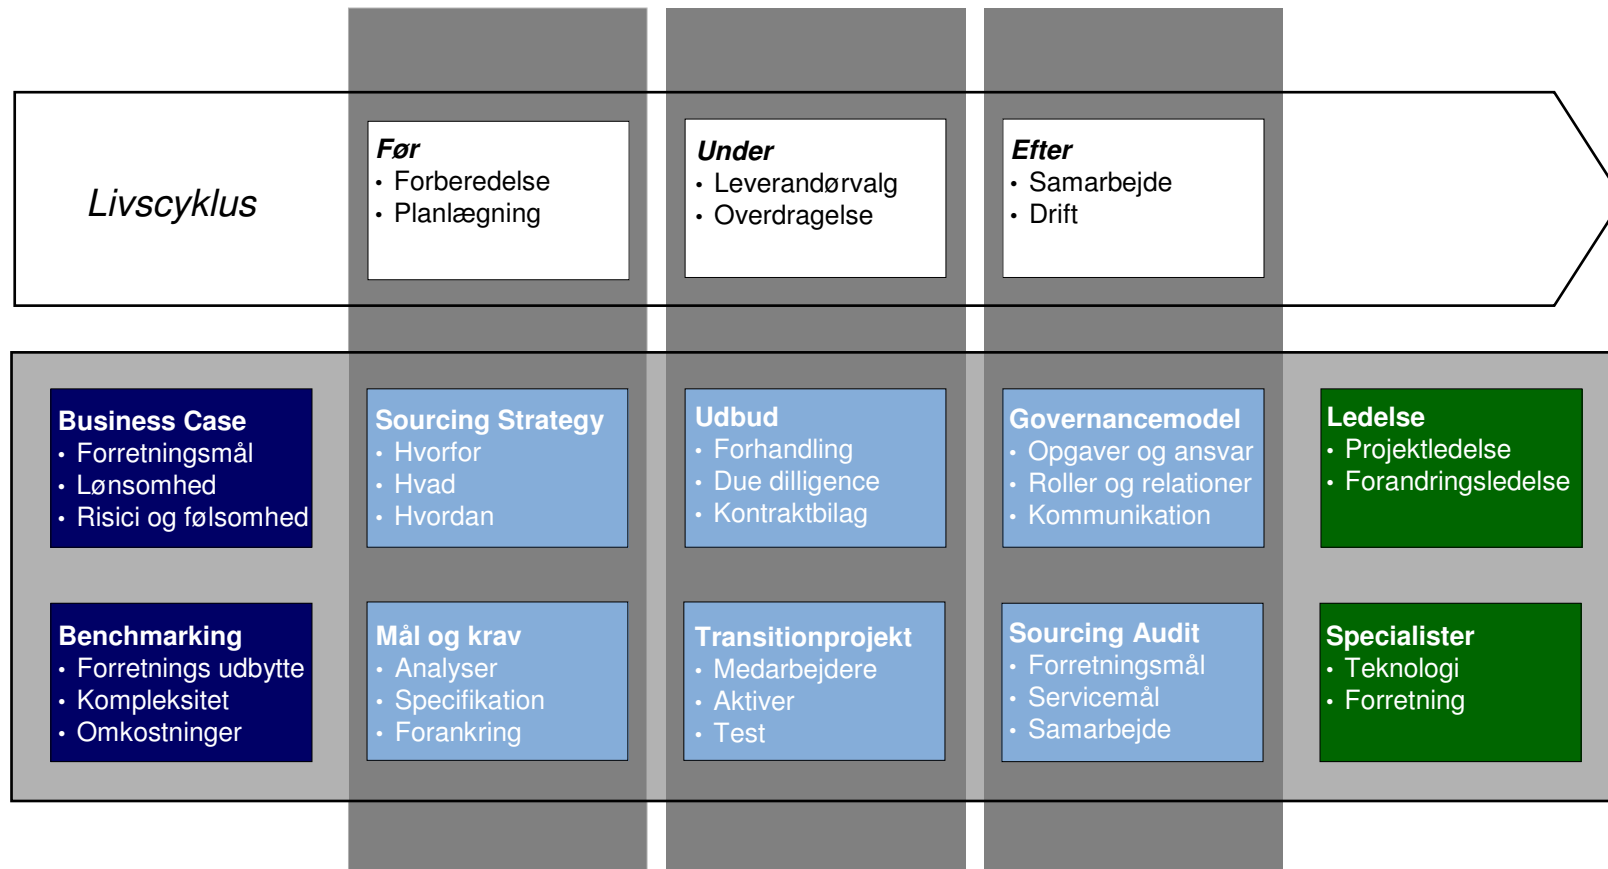 Livscyklus
Før
• Forberedelse
• Planlægning
Under
• Leverandørvalg
• Overdragelse
Efter
• Samarbejde
• Drift
Business Case
• Forretningsmål
• Lønsomhed
• Risici og følsomhed
Sourcing Strategy
• Hvorfor
• Hvad
• Hvordan
Udbud
• Forhandling
• Due dilligence
• Kontraktbilag
Governancemodel
• Opgaver og ansvar
• Roller og relationer
• Kommunikation
Ledelse
• Projektledelse
• Forandringsledelse
Benchmarking
• Forretnings udbytte
• Kompleksitet
• Omkostninger
Mål og krav
• Analyser
• Specifikation
• Forankring
Transitionprojekt
• Medarbejdere
• Aktiver
• Test
Sourcing Audit
• Forretningsmål
• Servicemål
• Samarbejde
Specialister
• Teknologi
• Forretning